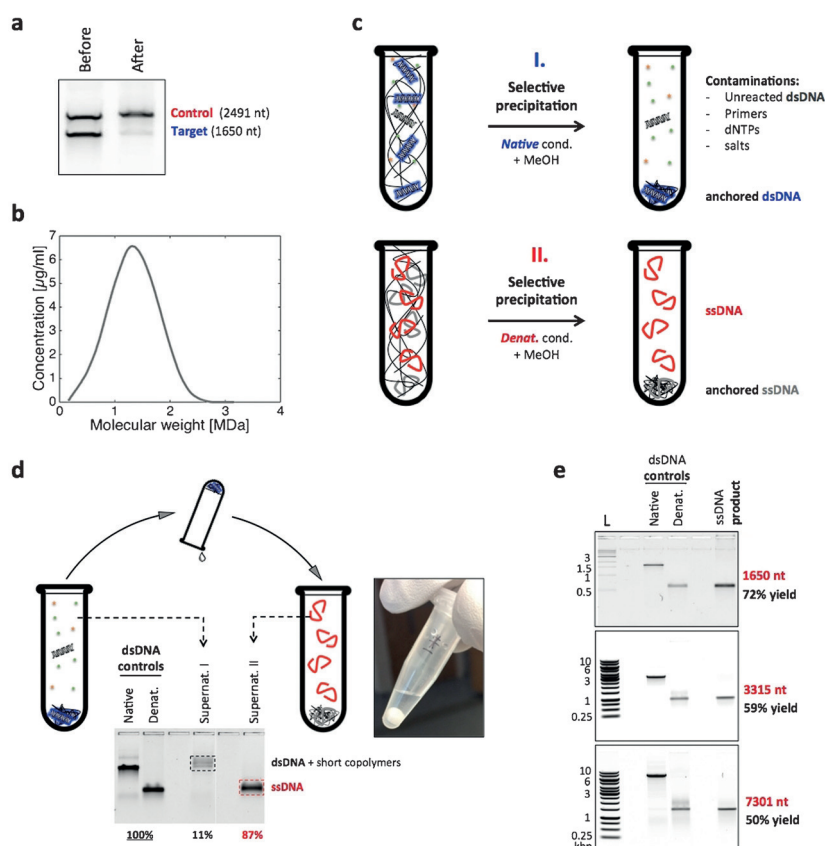 a
Before
After
Control (2491 nt)
Target (1650 nt)
b
7
6
5
4
3
2
1
0
0
1
2
3
4
Concentration [µg/ml]
Molecular weight [MDa]
c
I.
Selective
precipitation
Native cond.
+ MeOH
Contaminations:
- Unreacted dsDNA
- Primers
- dNTPs
- salts
anchored dsDNA
II.
Selective
precipitation
Denat. cond.
+ MeOH
ssDNA
anchored ssDNA
d
dsDNA
controls
Native
Denat.
Supernat. I
Supernat. II
dsDNA + short copolymers
ssDNA
100%
11%
87%
e
dsDNA
controls
L
Native
Denat.
ssDNA
product
3
1.5
1
0.5
1650 nt
72% yield
10
6
3
1
0.25
3315 nt
59% yield
10
6
3
1
0.25
kbp
7301 nt
50% yield